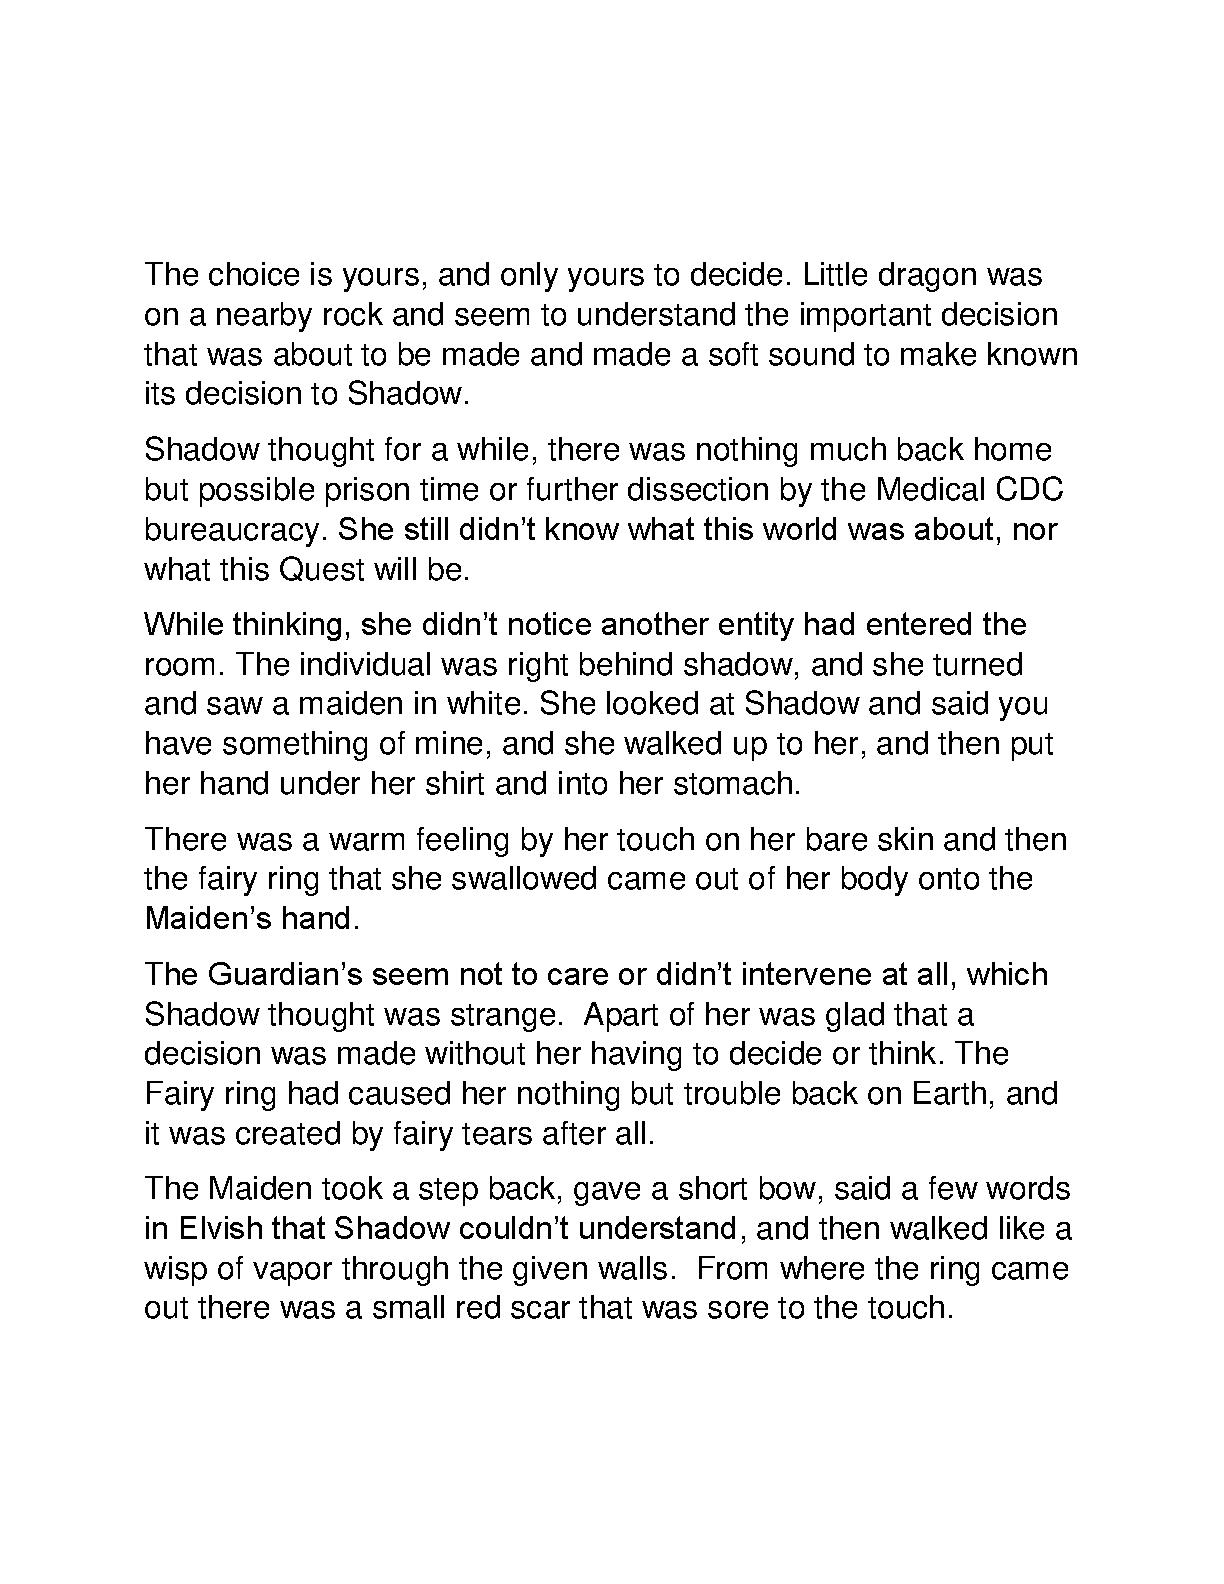 The choice is yours, and only yours to decide. Little dragon was
on a nearby rock and seem to understand the important decision
that was about to be made and made a soft sound to make known
its decision to Shadow.
Shadow thought for a while, there was nothing much back home
but possible prison time or further dissection by the Medical CDC
bureaucracy. She still didn’t know what this world was about, nor
what this Quest will be.
While thinking, she didn’t notice another entity had entered the
room. The individual was right behind shadow, and she turned
and saw a maiden in white. She looked at Shadow and said you
have something of mine, and she walked up to her, and then put
her hand under her shirt and into her stomach.
There was a warm feeling by her touch on her bare skin and then
the fairy ring that she swallowed came out of her body onto the
Maiden’s hand.
The Guardian’s seem not to care or didn’t intervene at all, which
Shadow thought was strange.  Apart of her was glad that a
decision was made without her having to decide or think. The
Fairy ring had caused her nothing but trouble back on Earth, and
it was created by fairy tears after all.
The Maiden took a step back, gave a short bow, said a few words
in Elvish that Shadow couldn’t understand, and then walked like a
wisp of vapor through the given walls.  From where the ring came
out there was a small red scar that was sore to the touch.